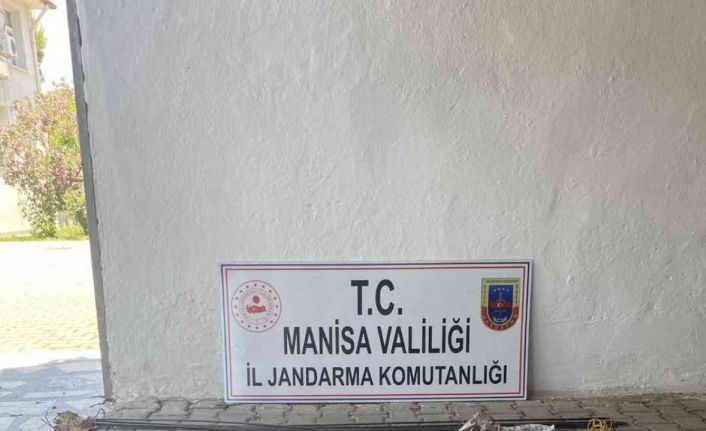 T.C.
MANİSA VALİLİĞİ
İL JANDARMA KOMUTANLIĞI